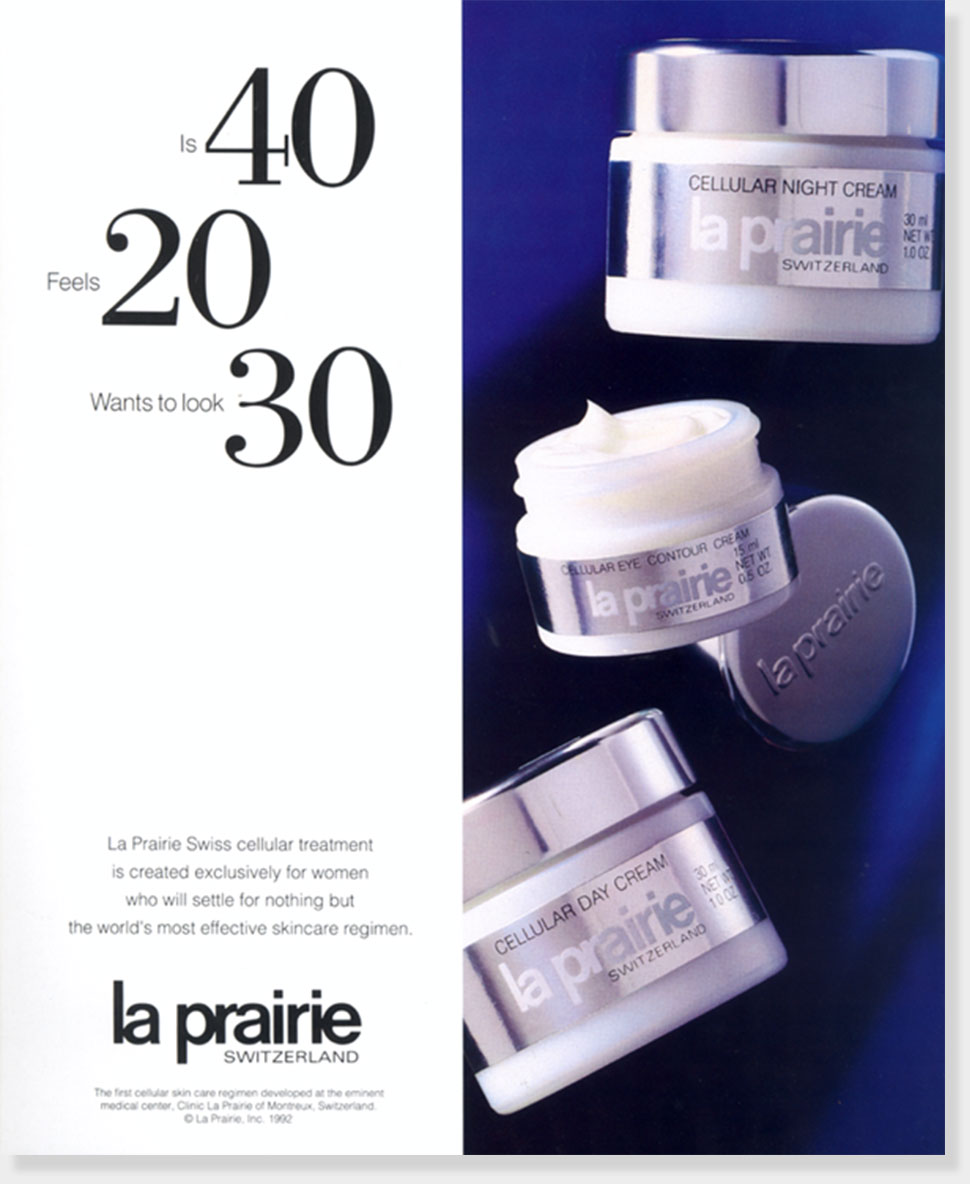 Is 40
Feels 20
Wants to look 30
La Prairie Swiss cellular treatment
is created exclusively for women
who will settle for nothing but
the world's most effective skincare regimen.
la prairie
SWITZERLAND
The first cellular skin care regimen developed at the eminent
medical center, Clinic La Prairie of Montreux, Switzerland.
© La Prairie, Inc. 1992
CELLULAR NIGHT CREAM
la prairie
SWITZERLAND
30 ml
NET W
1.0 OZ
CELLULAR EYE CONTOUR CREAM
la prairie
SWITZERLAND
15 ml
NET WT
0.5 OZ
la prairie
CELLULAR DAY CREAM
la prairie
SWITZERLAND
30 ml
NET WT
1.0 OZ